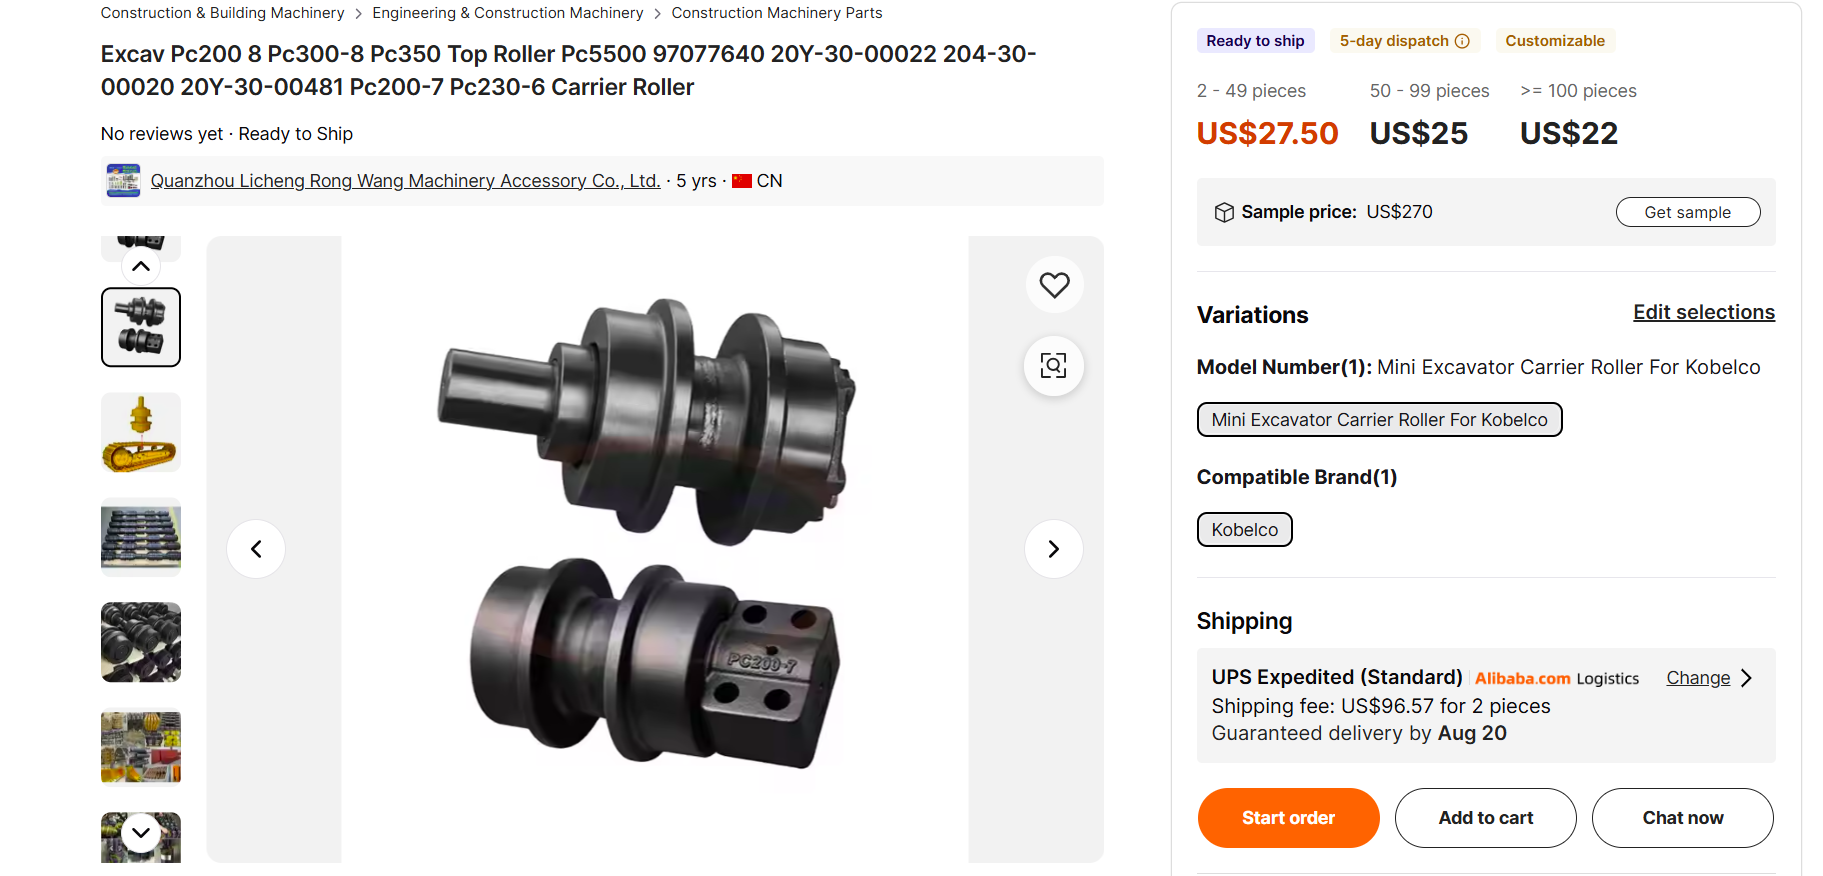 Construction & Building Machinery > Engineering & Construction Machinery > Construction Machinery Parts
Excav Pc200 8 Pc300-8 Pc350 Top Roller Pc5500 97077640 20Y-30-00022 204-30-
00020 20Y-30-00481 Pc200-7 Pc230-6 Carrier Roller
No reviews yet · Ready to Ship
Quanzhou Licheng Rong Wang Machinery Accessory Co., Ltd. · 5 yrs · CN
PC200-7
Ready to ship 5-day dispatch Customizable
2 - 49 pieces 50 - 99 pieces >= 100 pieces
US$27.50 US$25 US$22
Sample price: US$270 Get sample
Variations Edit selections
Model Number(1): Mini Excavator Carrier Roller For Kobelco
Mini Excavator Carrier Roller For Kobelco
Compatible Brand(1)
Kobelco
Shipping
UPS Expedited (Standard) Alibaba.com Logistics Change >
Shipping fee: US$96.57 for 2 pieces
Guaranteed delivery by Aug 20
Start order Add to cart Chat now